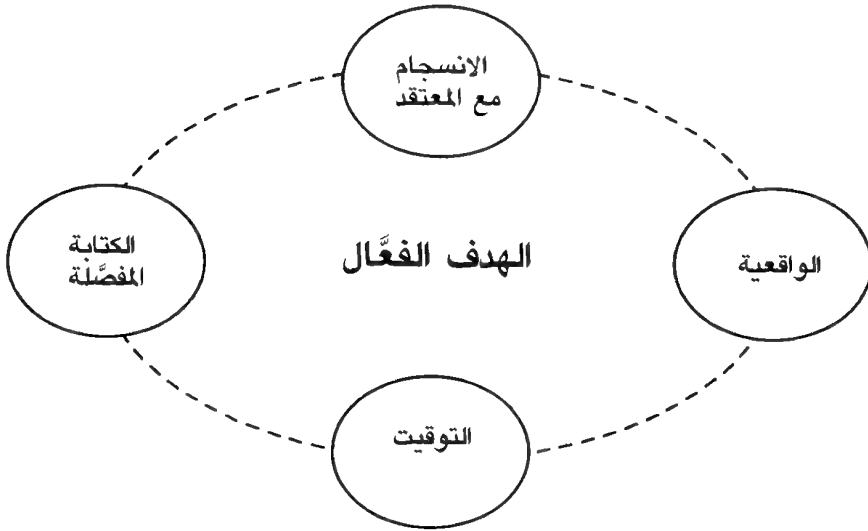 الانسجام
مع المعتقد
الكتابة
المفصَّلة
الهدف الفعَّال
الواقعية
التوقيت